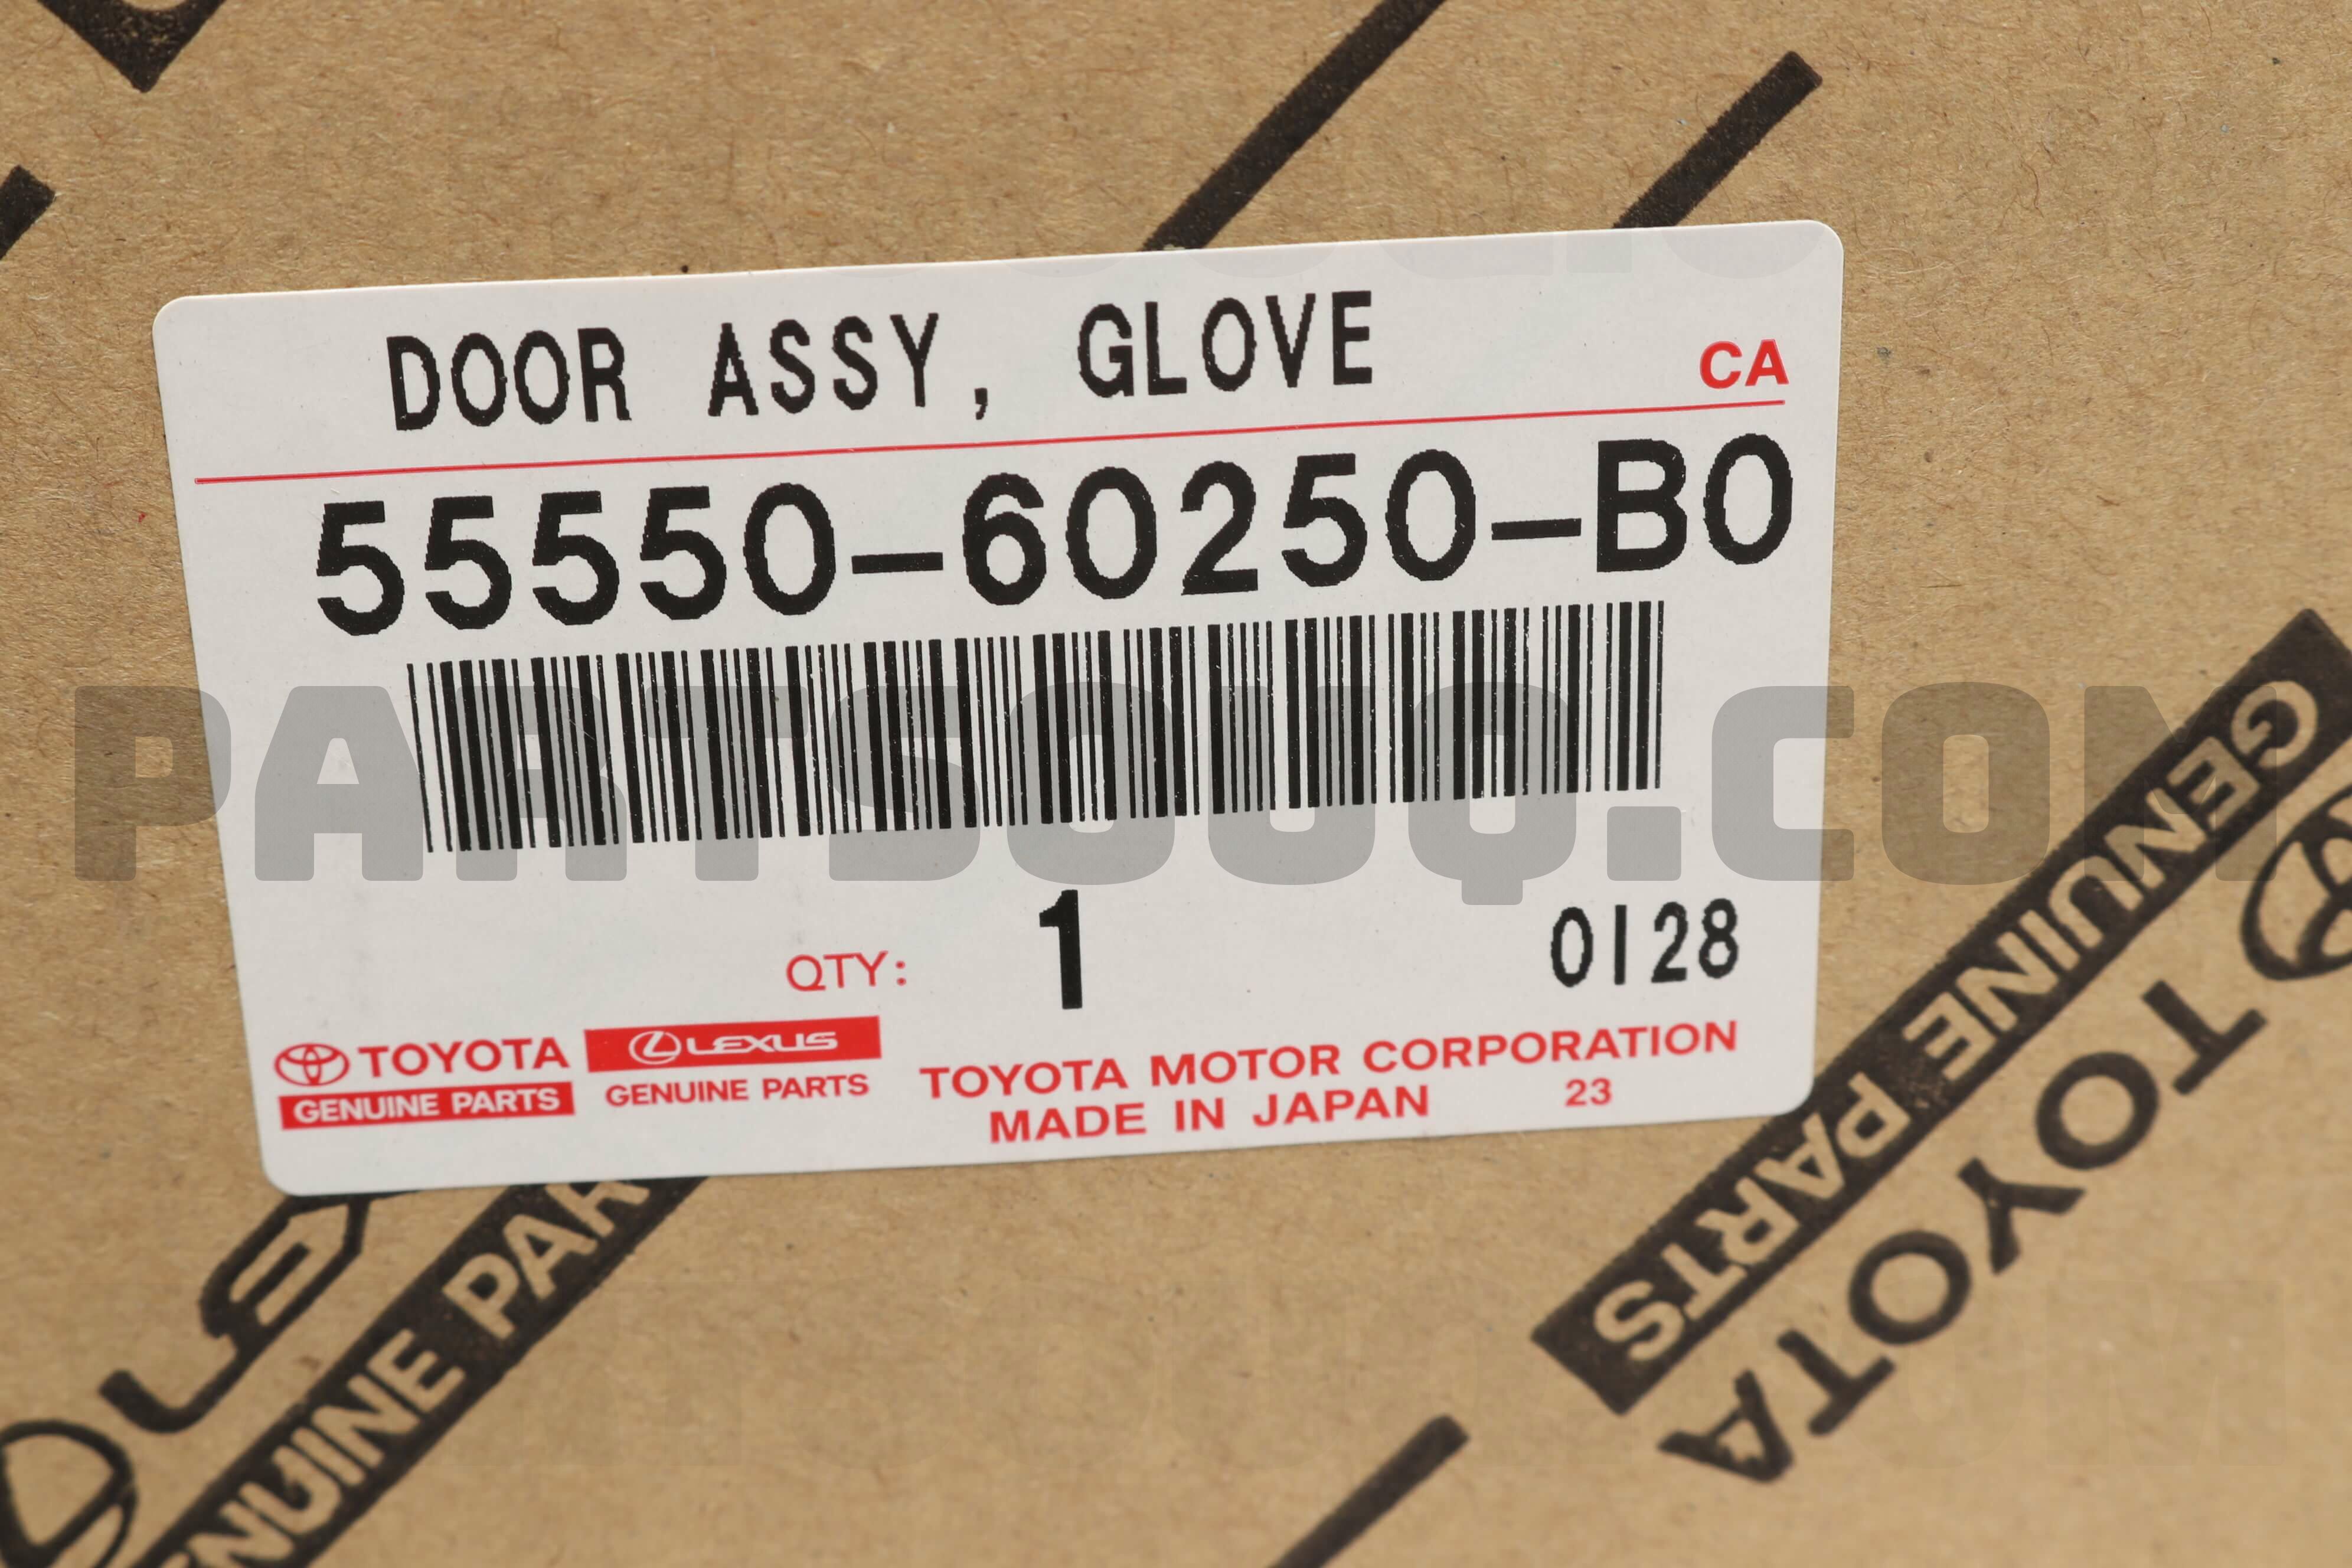 DOOR ASSY, GLOVE
CA
55550-60250-B0
PARTSOUQ.COM
QTY: 1 0128
TOYOTA
GENUINE PARTS
LEXUS
GENUINE PARTS
TOYOTA MOTOR CORPORATION
MADE IN JAPAN 23
GENUINE PARTS
TOYOTA